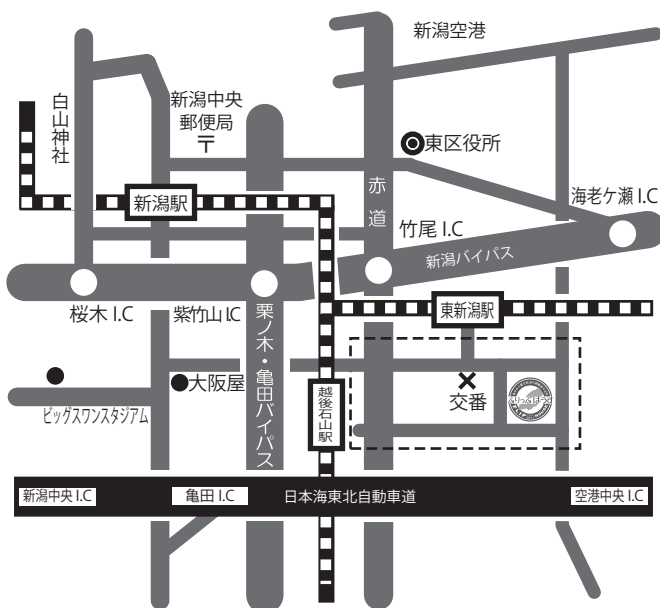 新潟空港
白山神社
新潟中央
郵便局
〒
東区役所
赤道
海老ケ瀬 I.C
新潟駅
竹尾 I.C
新潟バイパス
桜木 I.C
紫竹山 I.C
東新潟駅
栗ノ木・亀田バイパス
大阪屋
越後石山駅
交番
ビッグスワンスタジアム
新潟中央 I.C
亀田 I.C
日本海東北自動車道
空港中央 I.C